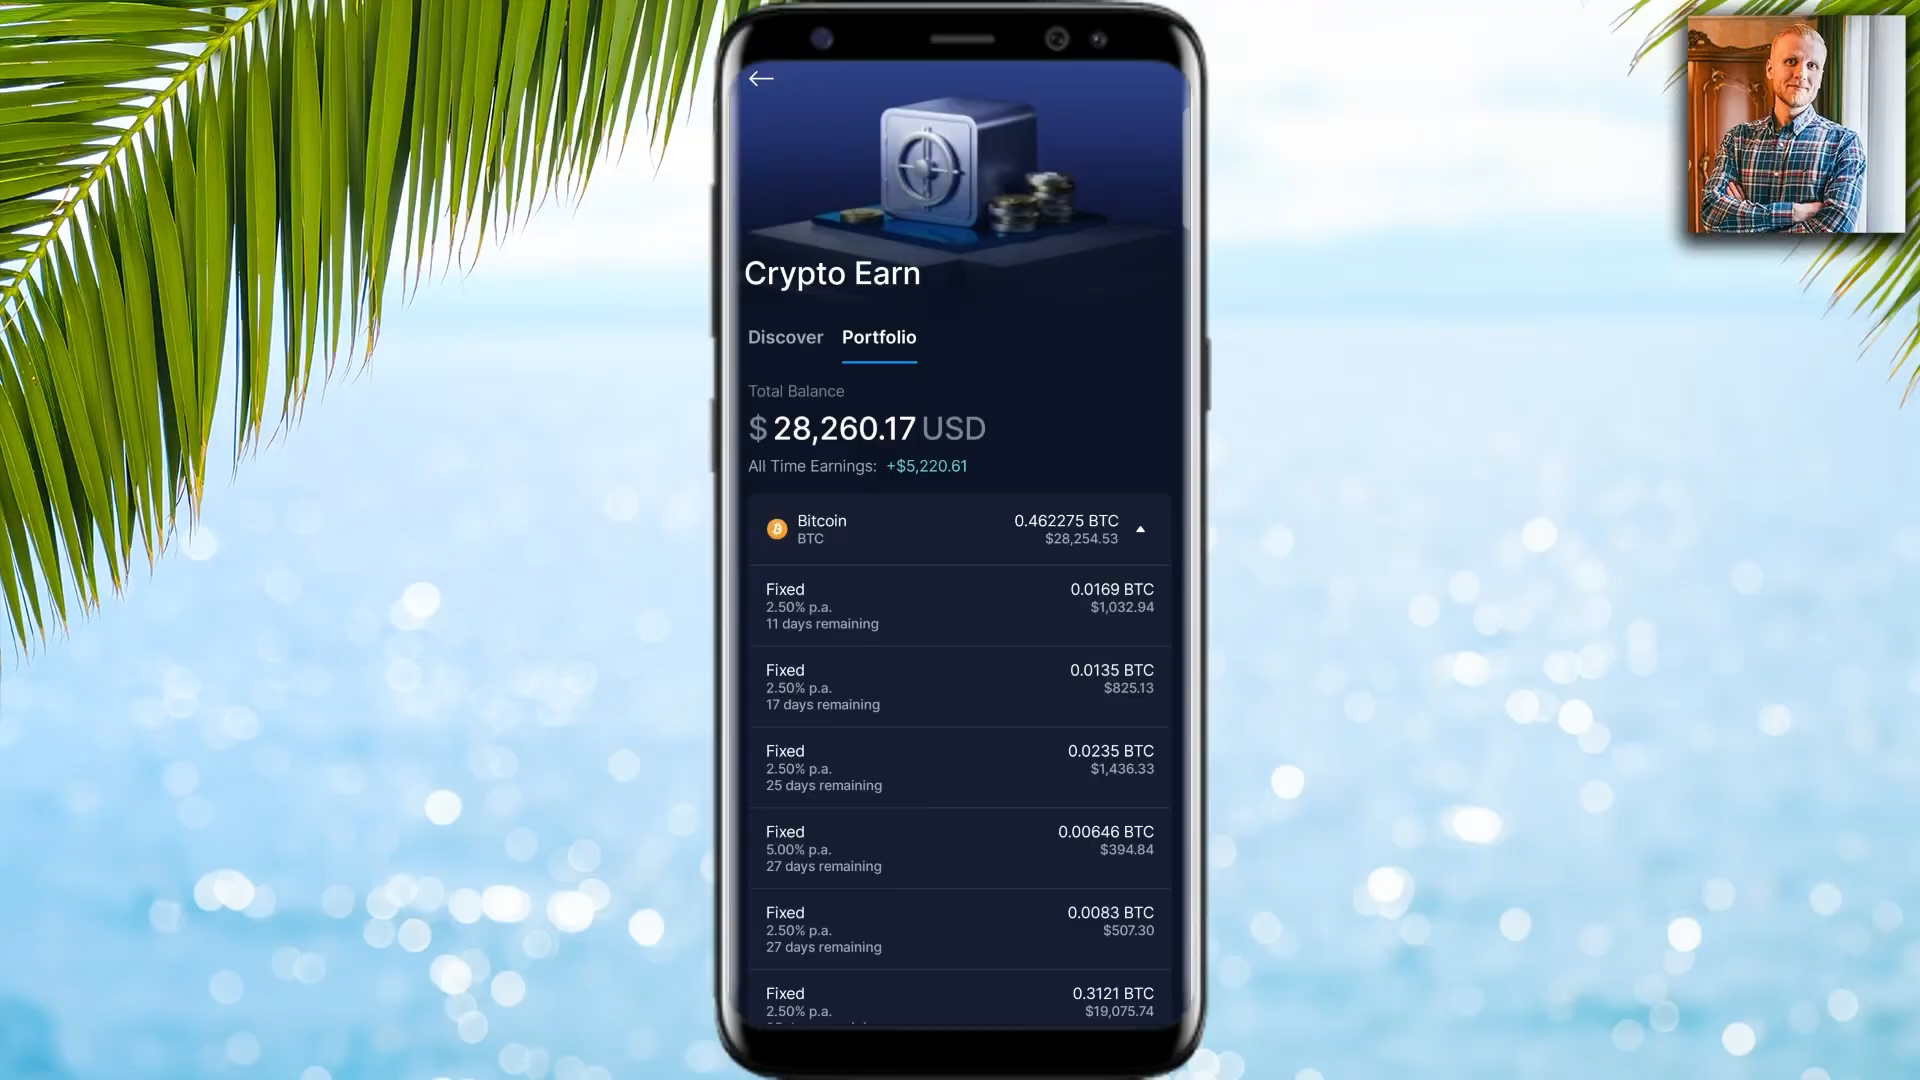 Crypto Earn
Discover Portfolio
Total Balance
$ 28,260.17 USD
All Time Earnings: +$5,220.61
Bitcoin 0.462275 BTC
BTC $28,254.53
Fixed 0.0169 BTC
2.50% p.a. $1,032.94
11 days remaining
Fixed 0.0135 BTC
2.50% p.a. $825.13
17 days remaining
Fixed 0.0235 BTC
2.50% p.a. $1,436.33
25 days remaining
Fixed 0.00646 BTC
5.00% p.a. $394.84
27 days remaining
Fixed 0.0083 BTC
2.50% p.a. $507.30
27 days remaining
Fixed 0.3121 BTC
2.50% p.a. $19,075.74